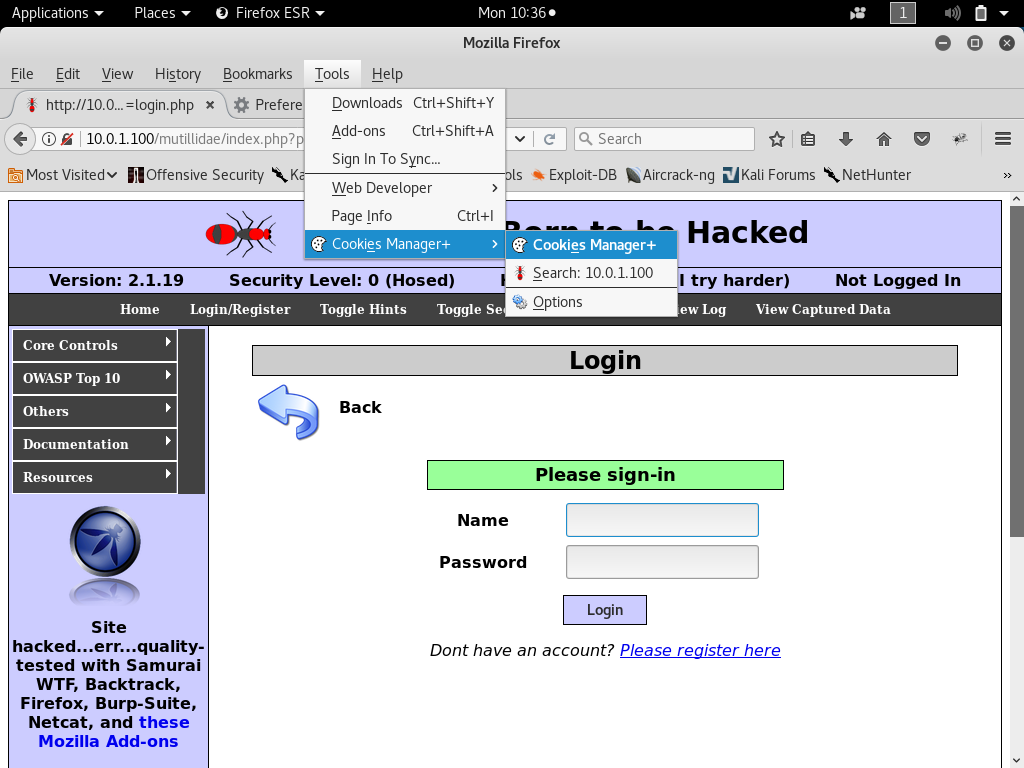 Applications Places Firefox ESR Mon 10:36 1
Mozilla Firefox
File Edit View History Bookmarks Tools Help
http://10.0...=login.php Prefere
Downloads Ctrl+Shift+Y
Add-ons Ctrl+Shift+A
10.0.1.100/mutillidae/index.php?p Search
Sign In To Sync...
Most Visited Offensive Security Ka ols Exploit-DB Aircrack-ng Kali Forums NetHunter »
Web Developer
Page Info Ctrl+I
Cookies Manager+
Cookies Manager+
Search: 10.0.1.100
Options
Born to be Hacked
Version: 2.1.19 Security Level: 0 (Hosed) I try harder) Not Logged In
Home Login/Register Toggle Hints Toggle Se ew Log View Captured Data
Core Controls
OWASP Top 10
Others
Documentation
Resources
Login
Back
Please sign-in
Name
Password
Login
Dont have an account? Please register here
Site
hacked...err...quality-
tested with Samurai
WTF, Backtrack,
Firefox, Burp-Suite,
Netcat, and these
Mozilla Add-ons